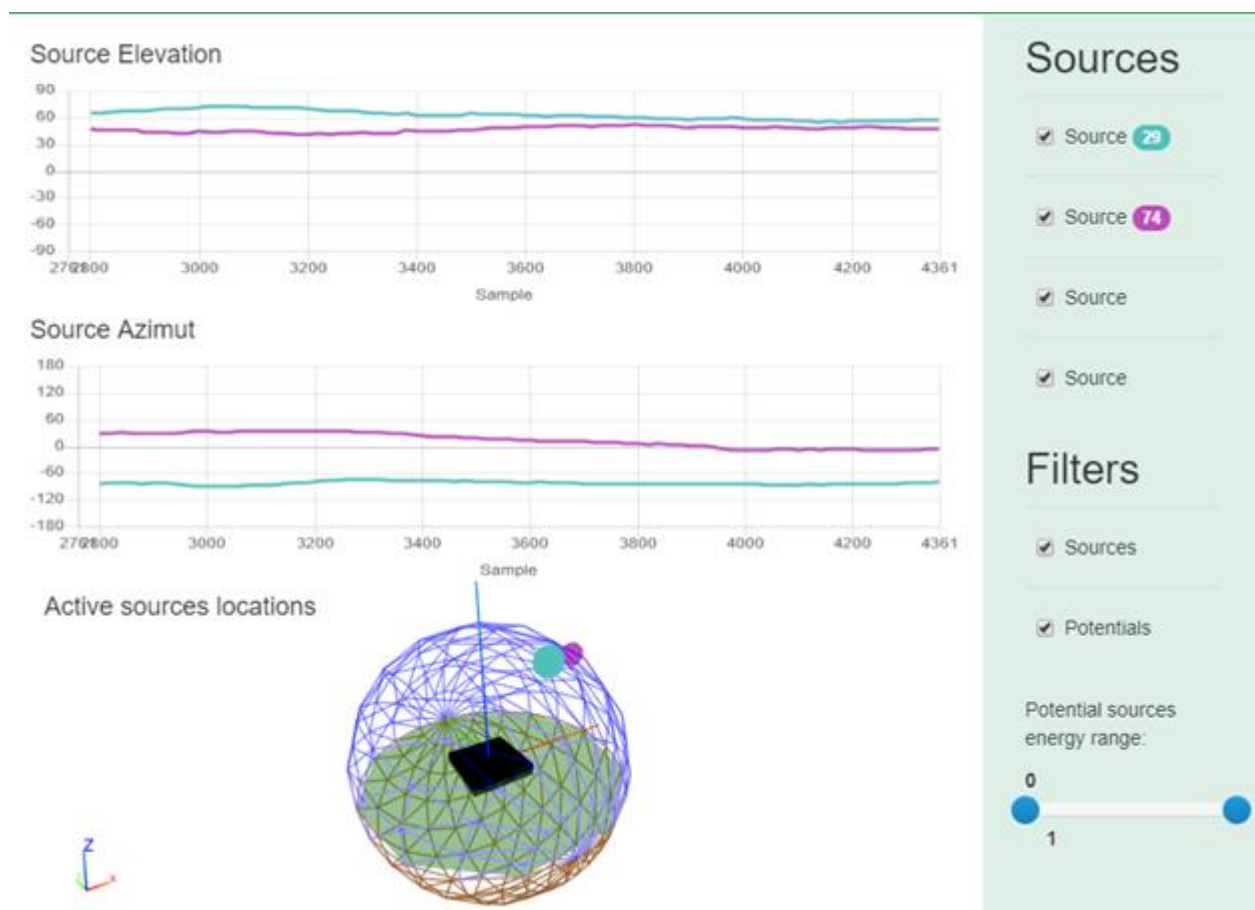 Source Elevation
90
60
30
0
-30
-60
-90
2800 3000 3200 3400 3600 3800 4000 4200 4361
Sample
Source Azimut
180
120
60
0
-60
-120
-180
3000 3200 3400 3600 3800 4000 4200 4361
Sample
Active sources locations
Z
x
Sources
Source 29
Source 74
Source
Source
Filters
Sources
Potentials
Potential sources
energy range:
0
1